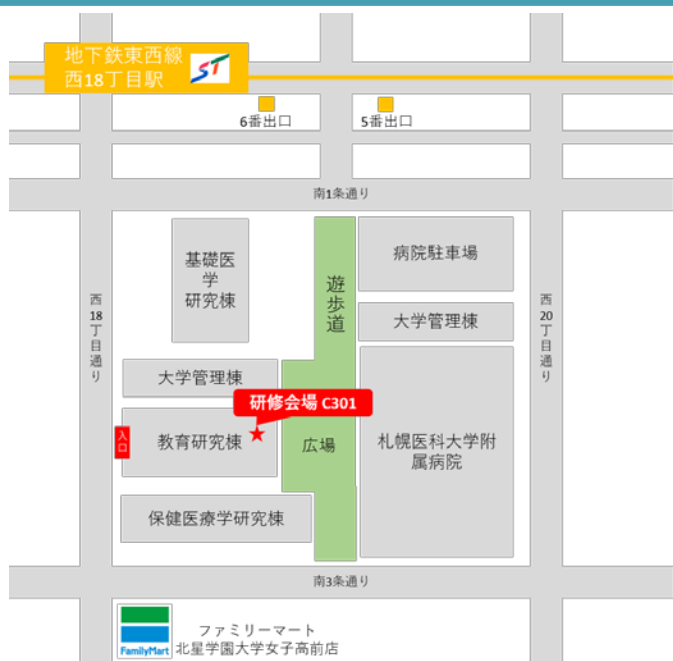 地下鉄東西線
西18丁目駅
ST
6番出口
5番出口
南1条通り
基礎医
学
研究棟
遊歩道
病院駐車場
西18丁目通り
西20丁目通り
大学管理棟
大学管理棟
研修会場 C301
入口
教育研究棟
広場
札幌医科大学附
属病院
保健医療学研究棟
南3条通り
FamilyMart
ファミリーマート
北星学園大学女子高前店